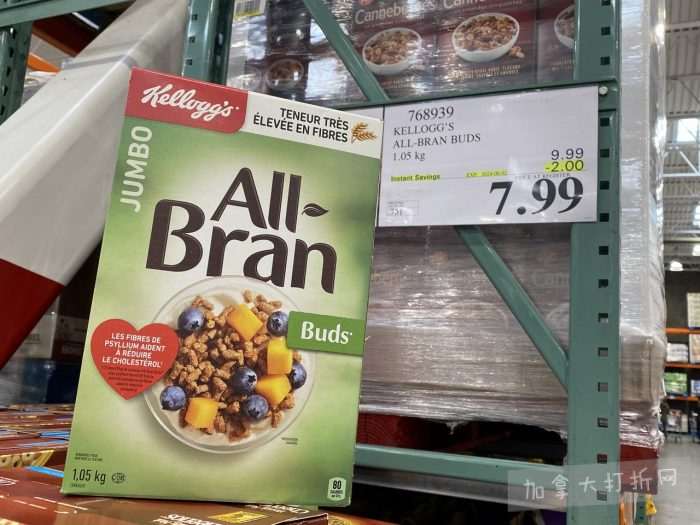 Kellogg's
TENEUR TRÈS
ÉLEVÉE EN FIBRES
JUMBO
All-
Bran
Buds
LES FIBRES DE
PSYLLIUM AIDENT
À RÉDUIRE
LE CHOLESTÉROL
1,05 kg
80
768939
KELLOGG'S
ALL-BRAN BUDS
1.05 kg
9.99
Instant Savings
-2.00
7.99
加拿大打折网